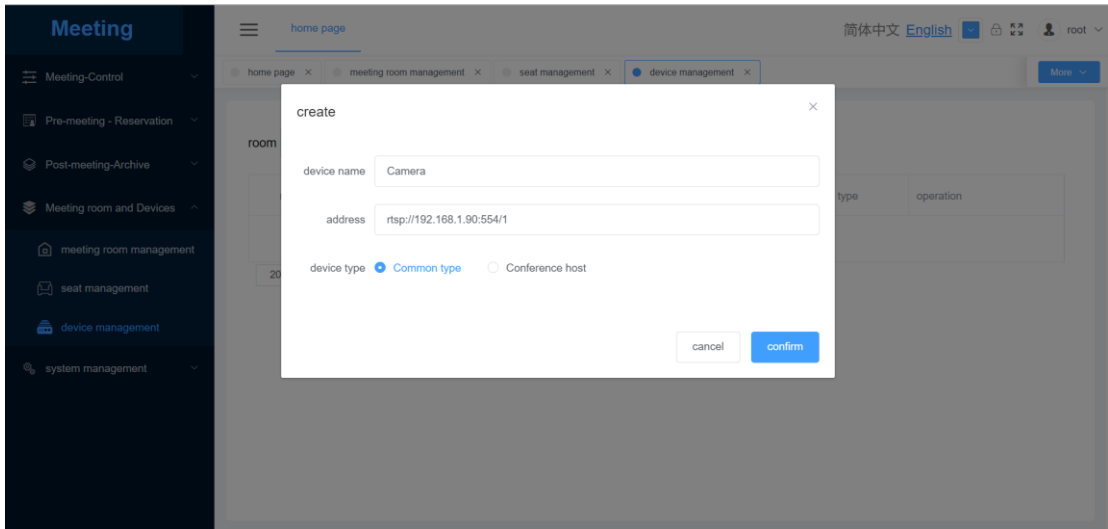 Meeting
home page
简体中文 English
root
Meeting-Control
home page × meeting room management × seat management × device management ×
More
create
Pre-meeting - Reservation
room
device name Camera
Post-meeting-Archive
type
operation
Meeting room and Devices
address rtsp://192.168.1.90:554/1
meeting room management
device type Common type Conference host
20
seat management
device management
cancel
confirm
system management